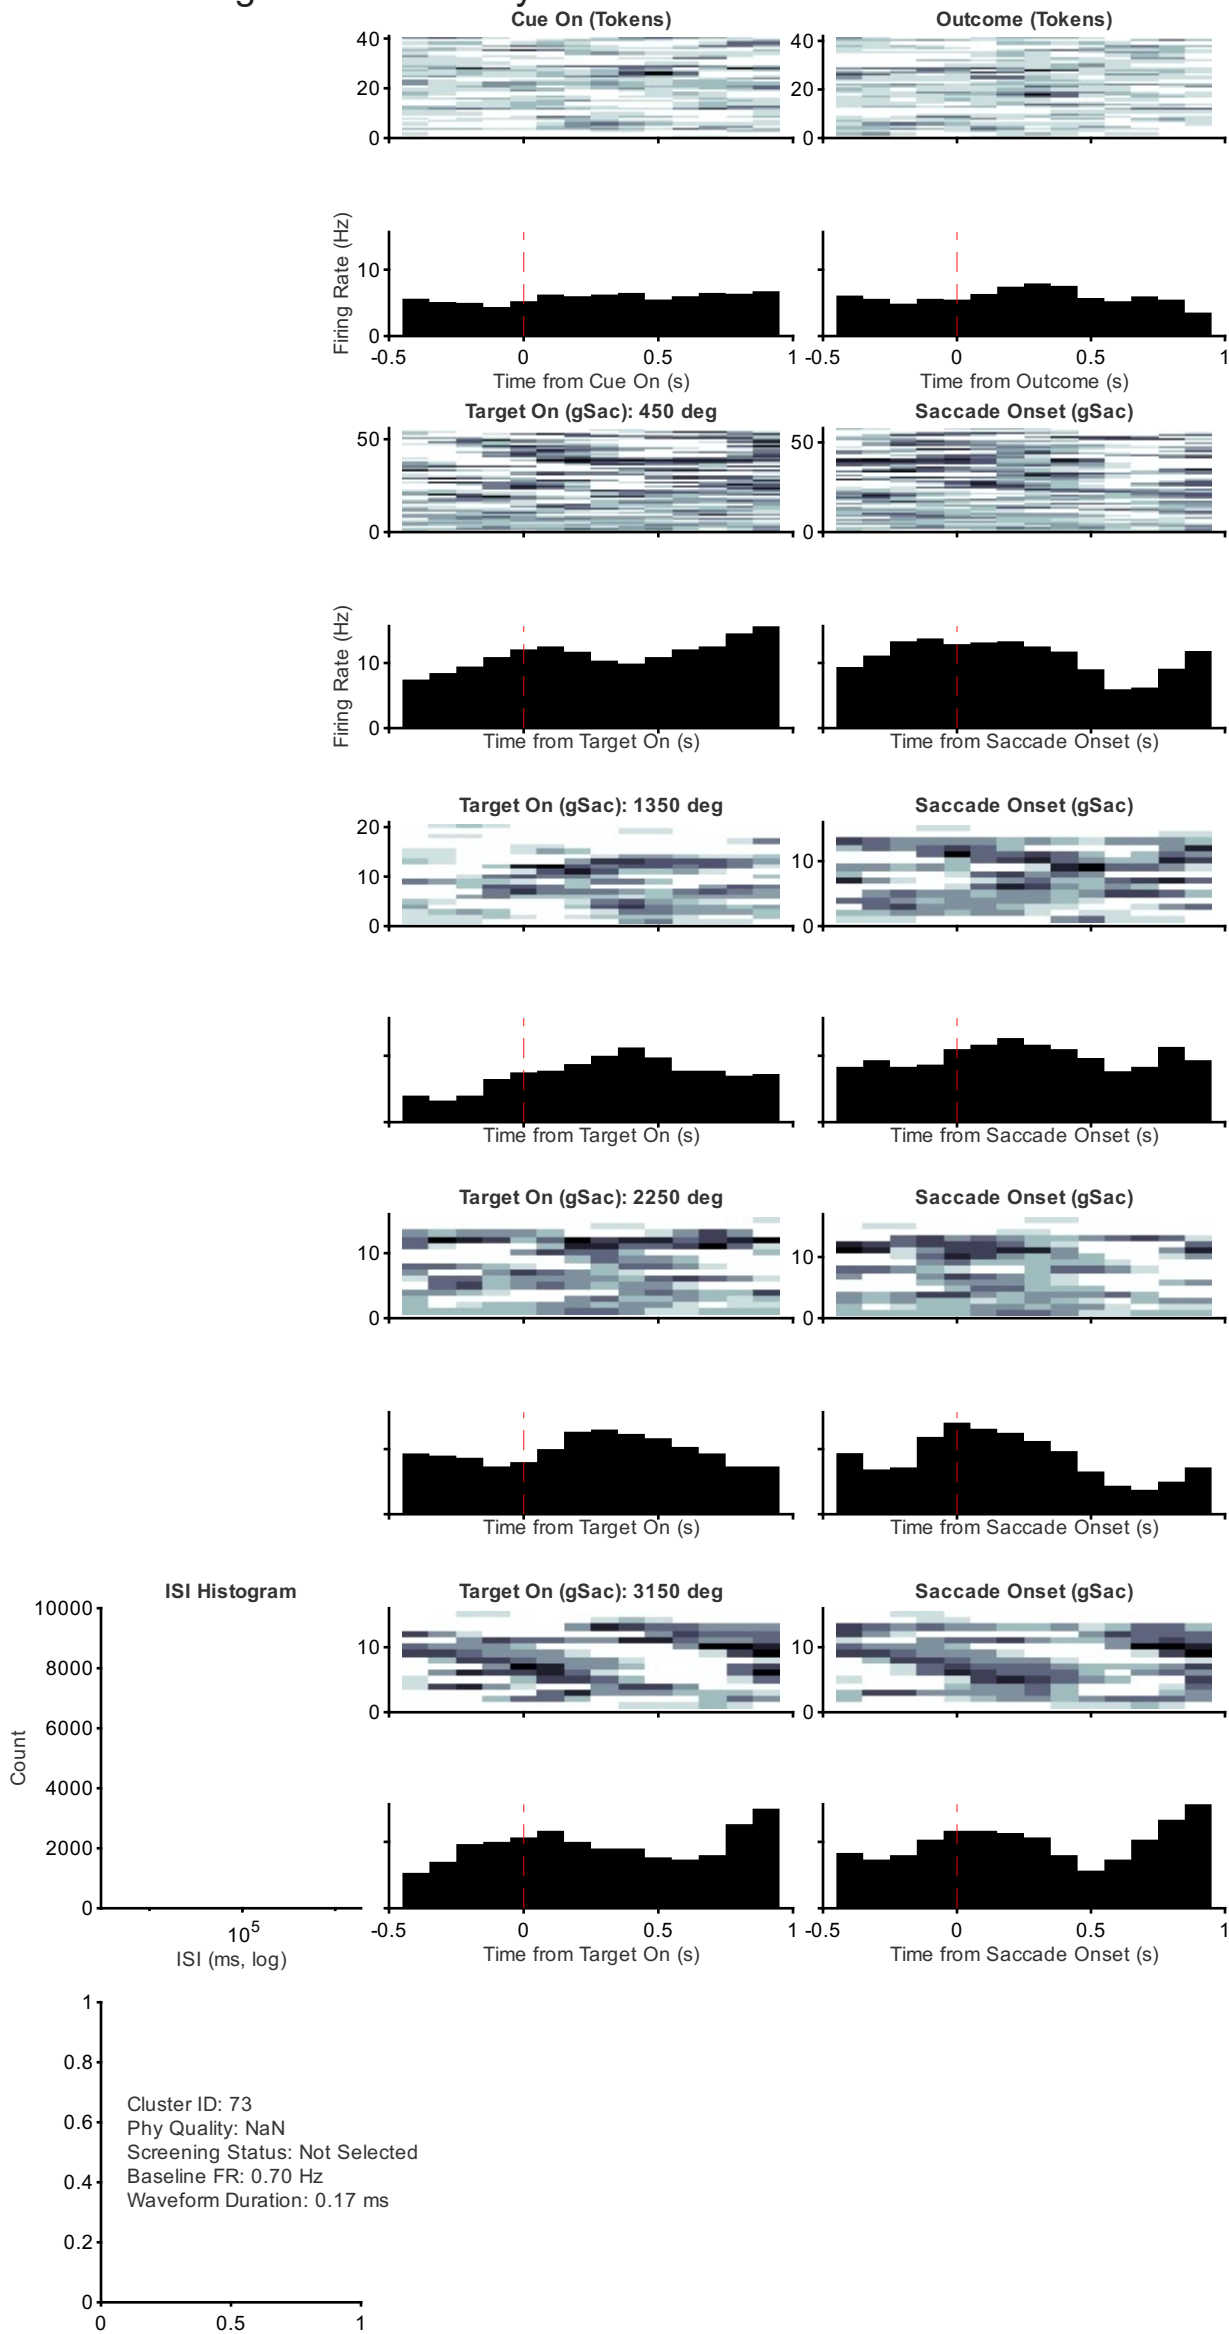 Cue On (Tokens)
Outcome (Tokens)
40
20
0
40
20
0
Firing Rate (Hz)
10
0
-0.5 0 0.5 1
-0.5 0 0.5 1
Time from Cue On (s)
Time from Outcome (s)
Target On (gSac): 450 deg
Saccade Onset (gSac)
50
0
50
0
Firing Rate (Hz)
10
0
Time from Target On (s)
Time from Saccade Onset (s)
Target On (gSac): 1350 deg
Saccade Onset (gSac)
20
10
0
10
0
Time from Target On (s)
Time from Saccade Onset (s)
Target On (gSac): 2250 deg
Saccade Onset (gSac)
10
0
10
0
Time from Target On (s)
Time from Saccade Onset (s)
ISI Histogram
Target On (gSac): 3150 deg
Saccade Onset (gSac)
10000
8000
6000
4000
2000
0
Count
10^5
ISI (ms, log)
10
0
10
0
-0.5 0 0.5 1
-0.5 0 0.5 1
Time from Target On (s)
Time from Saccade Onset (s)
1
0.8
0.6
0.4
0.2
0
Cluster ID: 73
Phy Quality: NaN
Screening Status: Not Selected
Baseline FR: 0.70 Hz
Waveform Duration: 0.17 ms
0 0.5 1